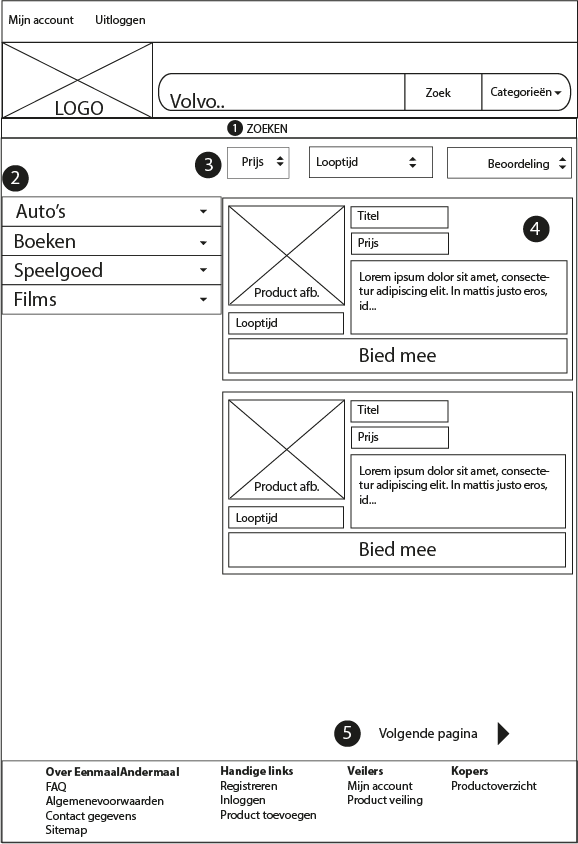 Mijn account Uitloggen
LOGO
Volvo..
Zoek
Categorieën
1 ZOEKEN
2
3
Prijs
Looptijd
Beoordeling
Auto's
Boeken
Speelgoed
Films
4
Product afb.
Looptijd
Titel
Prijs
Lorem ipsum dolor sit amet, consecte-
tur adipiscing elit. In mattis justo eros,
id...
Bied mee
Product afb.
Looptijd
Titel
Prijs
Lorem ipsum dolor sit amet, consecte-
tur adipiscing elit. In mattis justo eros,
id...
Bied mee
5 Volgende pagina
Over EenmaalAndermaal
FAQ
Algemenevoorwaarden
Contact gegevens
Sitemap
Handige links
Registreren
Inloggen
Product toevoegen
Veilers
Mijn account
Product veiling
Kopers
Productoverzicht